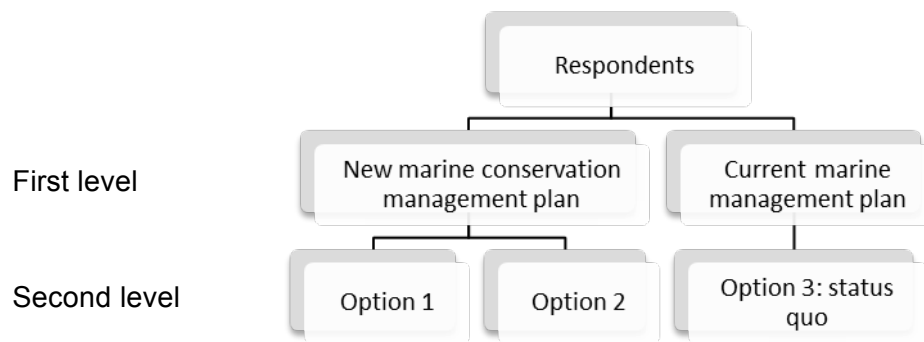 Respondents
First level
New marine conservation
management plan
Current marine
management plan
Second level
Option 1
Option 2
Option 3: status
quo